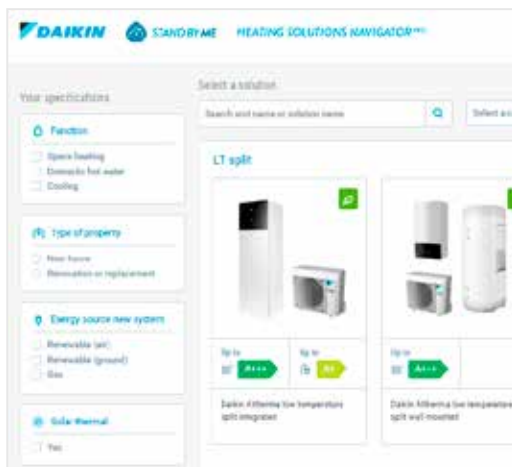 DAIKIN STAND BY ME HEATING SOLUTIONS NAVIGATOR
Your specifications
Function
Space heating
Domestic hot water
Cooling
Type of property
New house
Renovation or replacement
Energy source new system
Renewable (air)
Renewable (ground)
Gas
Solar thermal
Yes
Select a solution
Search unit name or solution name
Select a
LT split
Up to
A+++
Up to
A+
Daikin Altherma low temperature
split integrated
Up to
A+++
Daikin Altherma low temperature
split wall mounted